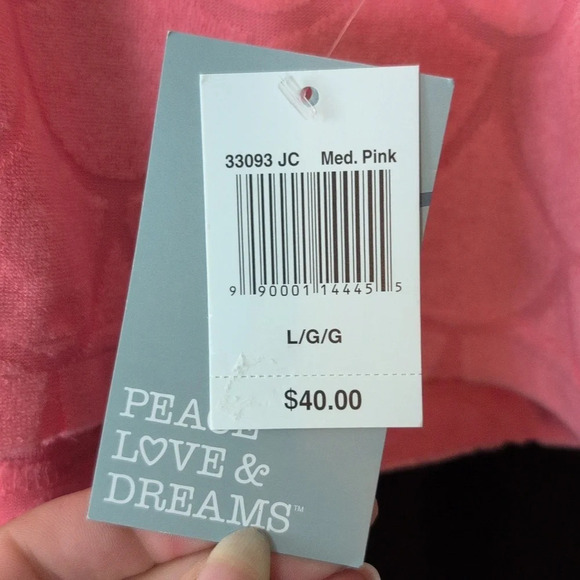 33093 JC Med. Pink
9 90001 14445 5
L/G/G
$40.00
PEACE
LOVE &
DREAMS™